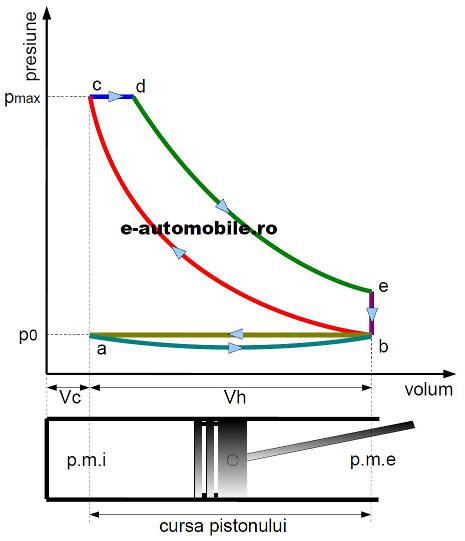 presiune
c
d
pmax
e-automobile.ro
e
p0
a
b
volum
Vc
Vh
p.m.i
p.m.e
cursa pistonului